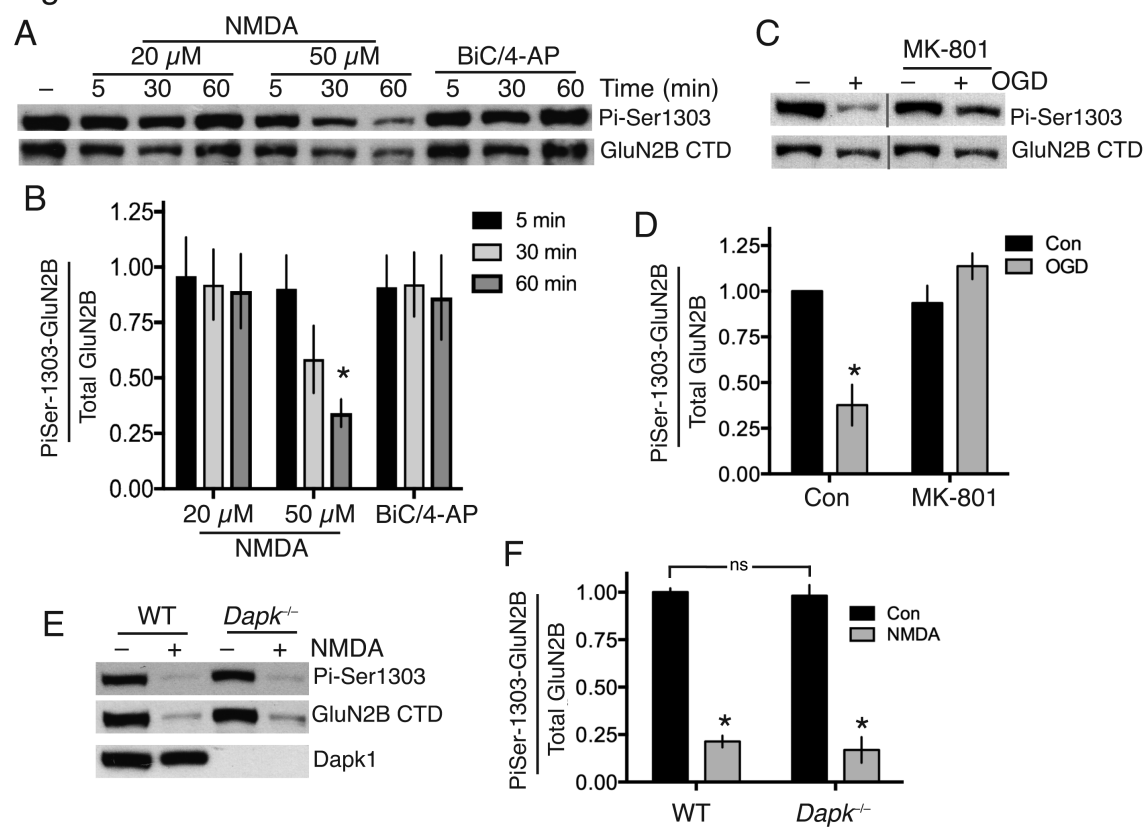 A
NMDA
20 µM 50 µM BiC/4-AP
– 5 30 60 5 30 60 5 30 60 Time (min)
Pi-Ser1303
GluN2B CTD
C
MK-801
– + – + OGD
Pi-Ser1303
GluN2B CTD
B
PiSer-1303-GluN2B
Total GluN2B
1.25
1.00
0.75
0.50
0.25
0.00
*
5 min
30 min
60 min
20 µM 50 µM BiC/4-AP
NMDA
D
PiSer-1303-GluN2B
Total GluN2B
1.25
1.00
0.75
0.50
0.25
0.00
*
Con
OGD
Con MK-801
E
WT Dapk–/–
– + – + NMDA
Pi-Ser1303
GluN2B CTD
Dapk1
F
PiSer-1303-GluN2B
Total GluN2B
1.00
0.75
0.50
0.25
0.00
ns
* *
Con
NMDA
WT Dapk–/–